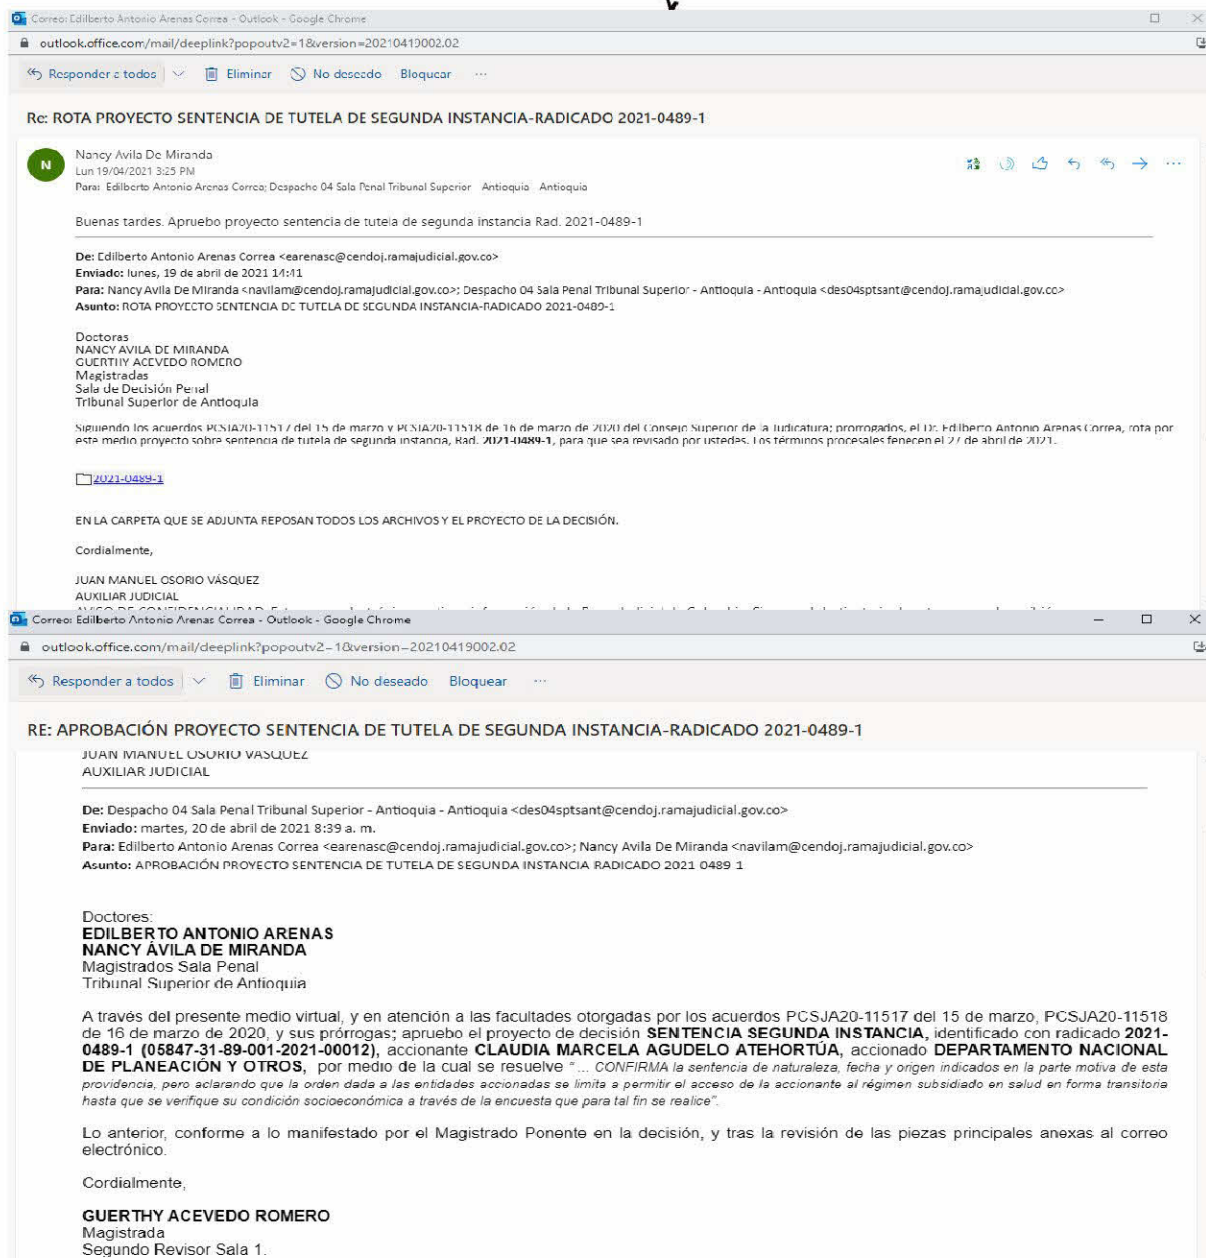 Correo: Edilberto Antonio Arenas Correa - Outlook - Google Chrome
outlook.office.com/mail/deeplink?popoutv2=1&version=20210419002.02
Responder a todos Eliminar No deseado Bloquear ...
Re: ROTA PROYECTO SENTENCIA DE TUTELA DE SEGUNDA INSTANCIA-RADICADO 2021-0489-1
N
Nancy Avila De Miranda
Lun 19/04/2021 3:25 PM
Para: Edilberto Antonio Arenas Correa; Despacho 04 Sala Penal Tribunal Superior - Antioquia - Antioquia
Buenas tardes. Apruebo proyecto sentencia de tutela de segunda instancia Rad. 2021-0489-1
De: Edilberto Antonio Arenas Correa <earenasc@cendoj.ramajudicial.gov.co>
Enviado: lunes, 19 de abril de 2021 14:41
Para: Nancy Avila De Miranda <navilam@cendoj.ramajudicial.gov.co>; Despacho 04 Sala Penal Tribunal Superior - Antioquia - Antioquia <des04sptsant@cendoj.ramajudicial.gov.co>
Asunto: ROTA PROYECTO SENTENCIA DE TUTELA DE SEGUNDA INSTANCIA-RADICADO 2021-0489-1
Doctoras
NANCY AVILA DE MIRANDA
GUERTHY ACEVEDO ROMERO
Magistradas
Sala de Decisión Penal
Tribunal Superior de Antioquia
Siguiendo los acuerdos PCSJA20-11517 del 15 de marzo y PCSJA20-11518 de 16 de marzo de 2020 del Consejo Superior de la Judicatura; prorrogados, el Dr. Edilberto Antonio Arenas Correa, rota por
este medio proyecto sobre sentencia de tutela de segunda instancia, Rad. 2021-0489-1, para que sea revisado por ustedes. Los términos procesales fenecen el 27 de abril de 2021.
2021-0489-1
EN LA CARPETA QUE SE ADJUNTA REPOSAN TODOS LOS ARCHIVOS Y EL PROYECTO DE LA DECISIÓN.
Cordialmente,
JUAN MANUEL OSORIO VÁSQUEZ
AUXILIAR JUDICIAL
Correo: Edilberto Antonio Arenas Correa - Outlook - Google Chrome
outlook.office.com/mail/deeplink?popoutv2=1&version=20210419002.02
Responder a todos Eliminar No deseado Bloquear ...
RE: APROBACIÓN PROYECTO SENTENCIA DE TUTELA DE SEGUNDA INSTANCIA-RADICADO 2021-0489-1
JUAN MANUEL OSORIO VÁSQUEZ
AUXILIAR JUDICIAL
De: Despacho 04 Sala Penal Tribunal Superior - Antioquia - Antioquia <des04sptsant@cendoj.ramajudicial.gov.co>
Enviado: martes, 20 de abril de 2021 8:39 a. m.
Para: Edilberto Antonio Arenas Correa <earenasc@cendoj.ramajudicial.gov.co>; Nancy Avila De Miranda <navilam@cendoj.ramajudicial.gov.co>
Asunto: APROBACIÓN PROYECTO SENTENCIA DE TUTELA DE SEGUNDA INSTANCIA RADICADO 2021-0489-1
Doctores:
EDILBERTO ANTONIO ARENAS
NANCY ÁVILA DE MIRANDA
Magistrados Sala Penal
Tribunal Superior de Antioquia
A través del presente medio virtual, y en atención a las facultades otorgadas por los acuerdos PCSJA20-11517 del 15 de marzo, PCSJA20-11518
de 16 de marzo de 2020, y sus prórrogas; apruebo el proyecto de decisión SENTENCIA SEGUNDA INSTANCIA, identificado con radicado 2021-
0489-1 (05847-31-89-001-2021-00012), accionante CLAUDIA MARCELA AGUDELO ATEHORTÚA, accionado DEPARTAMENTO NACIONAL
DE PLANEACIÓN Y OTROS, por medio de la cual se resuelve "... CONFIRMA la sentencia de naturaleza, fecha y origen indicados en la parte motiva de esta
providencia, pero aclarando que la orden dada a las entidades accionadas se limita a permitir el acceso de la accionante al régimen subsidiado en salud en forma transitoria
hasta que se verifique su condición socioeconómica a través de la encuesta que para tal fin se realice".
Lo anterior, conforme a lo manifestado por el Magistrado Ponente en la decisión, y tras la revisión de las piezas principales anexas al correo
electrónico.
Cordialmente,
GUERTHY ACEVEDO ROMERO
Magistrada
Segundo Revisor Sala 1.